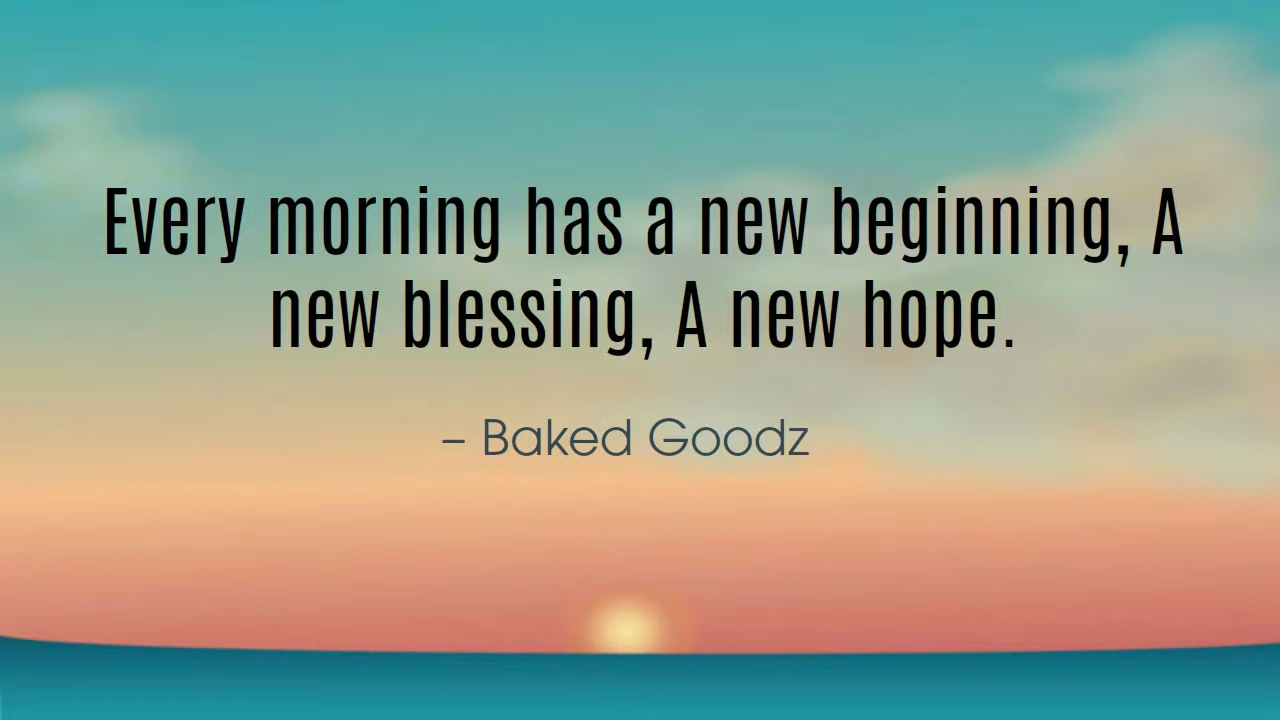 Every morning has a new beginning, A
new blessing, A new hope.
– Baked Goodz